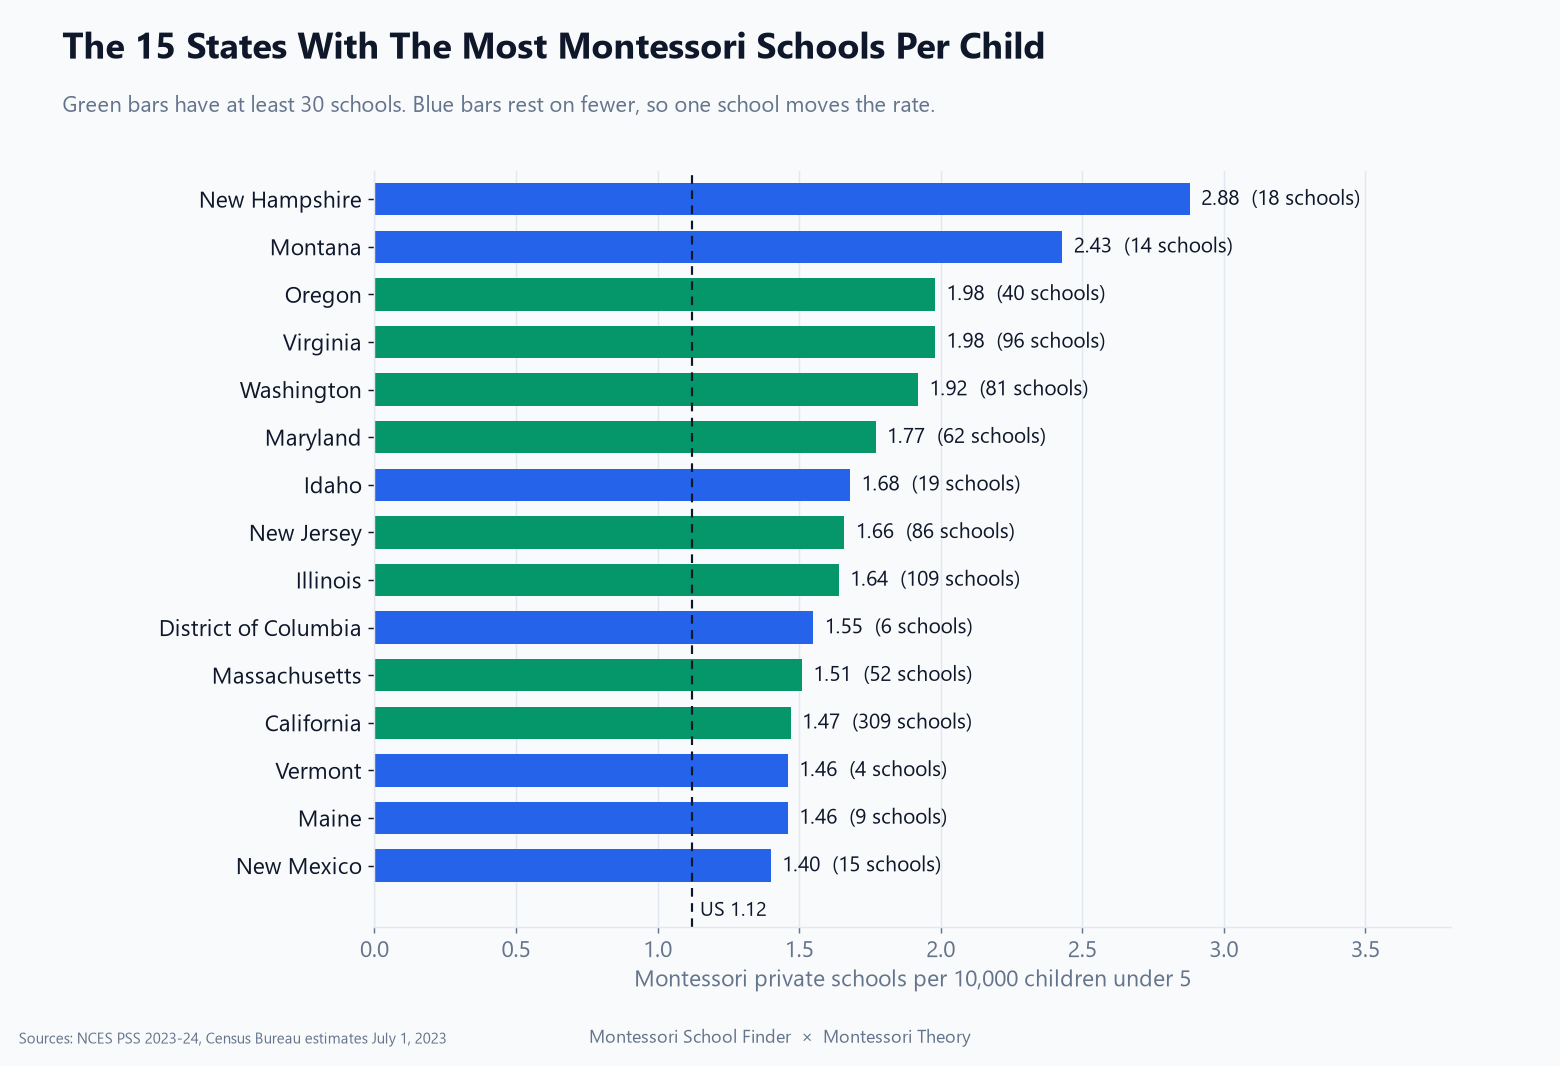 The 15 States With The Most Montessori Schools Per Child
Green bars have at least 30 schools. Blue bars rest on fewer, so one school moves the rate.
New Hampshire 2.88 (18 schools)
Montana 2.43 (14 schools)
Oregon 1.98 (40 schools)
Virginia 1.98 (96 schools)
Washington 1.92 (81 schools)
Maryland 1.77 (62 schools)
Idaho 1.68 (19 schools)
New Jersey 1.66 (86 schools)
Illinois 1.64 (109 schools)
District of Columbia 1.55 (6 schools)
Massachusetts 1.51 (52 schools)
California 1.47 (309 schools)
Vermont 1.46 (4 schools)
Maine 1.46 (9 schools)
New Mexico 1.40 (15 schools)
US 1.12
0.0 0.5 1.0 1.5 2.0 2.5 3.0 3.5
Montessori private schools per 10,000 children under 5
Sources: NCES PSS 2023-24, Census Bureau estimates July 1, 2023
Montessori School Finder × Montessori Theory